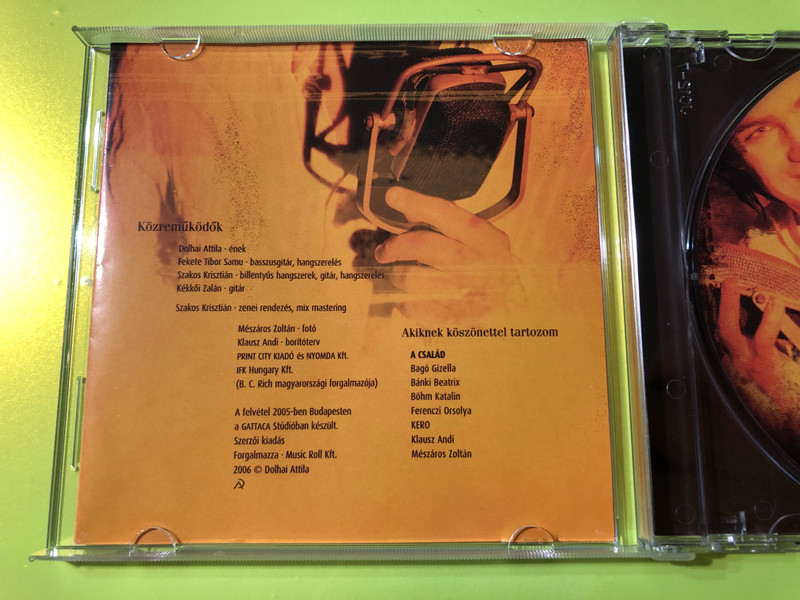 Közreműködők
Dolhai Attila · ének
Fekete Tibor Samu · basszusgitár, hangszerelés
Szakos Krisztián · billentyűs hangszerek, gitár, hangszerelés
Kékkői Zalán · gitár
Szakos Krisztián · zenei rendezés, mix mastering
Mészáros Zoltán · fotó
Klausz Andi · borítóterv
PRINT CITY KIADÓ és NYOMDA Kft.
IFK Hungary Kft.
(B. C. Rich magyarországi forgalmazója)
A felvétel 2005-ben Budapesten
a GATTACA Stúdióban készült.
Szerzői kiadás
Forgalmazza · Music Roll Kft.
2006 © Dolhai Attila
Akiknek köszönettel tartozom
A CSALÁD
Bagó Gizella
Bánki Beatrix
Böhm Katalin
Ferenczi Orsolya
KERO
Klausz Andi
Mészáros Zoltán